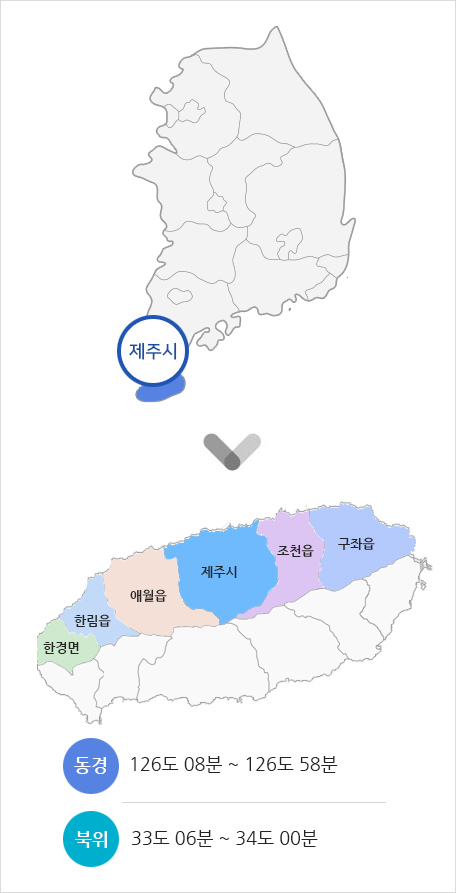 제주시
조천읍
구좌읍
제주시
애월읍
한림읍
한경면
동경 126도 08분 ~ 126도 58분
북위 33도 06분 ~ 34도 00분